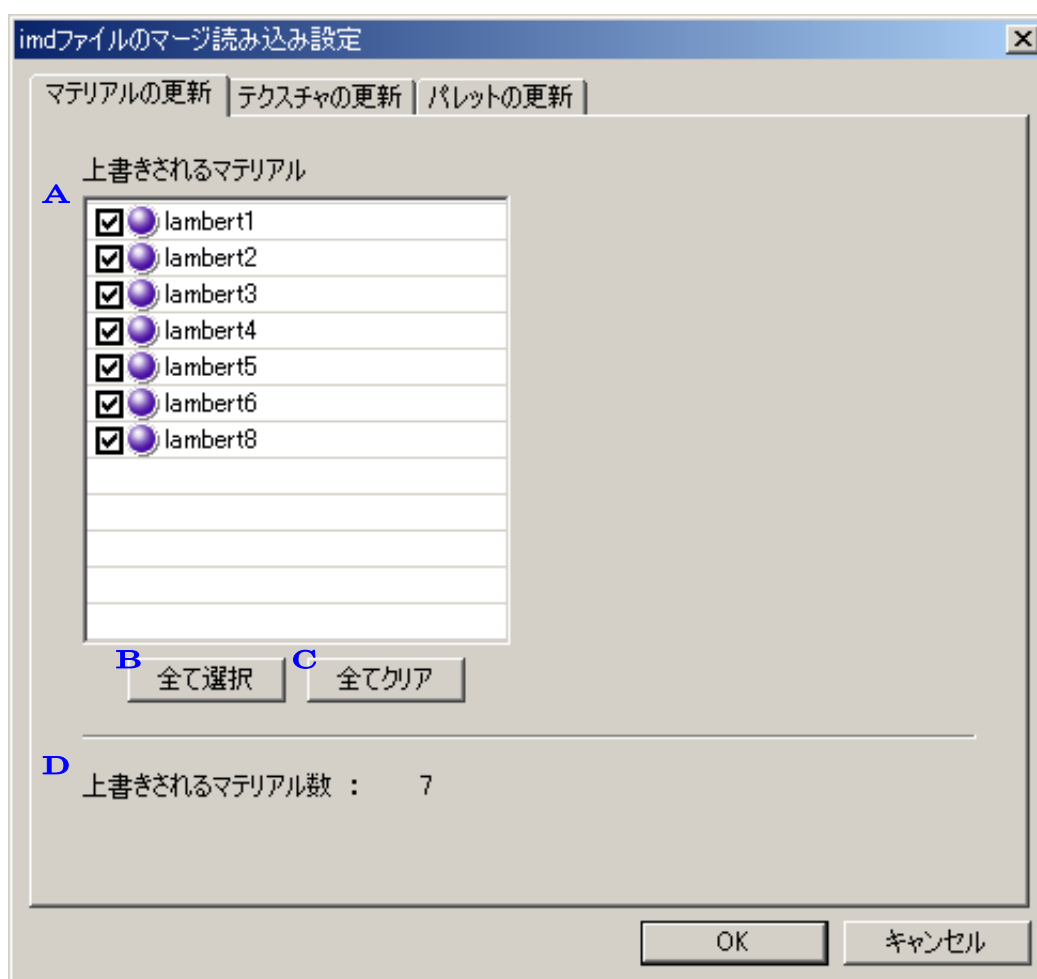 imdファイルのマージ読み込み設定
マテリアルの更新 テクスチャの更新 パレットの更新
上書きされるマテリアル
A
lambert1
lambert2
lambert3
lambert4
lambert5
lambert6
lambert8
B 全て選択 C 全てクリア
D
上書きされるマテリアル数 : 7
OK キャンセル